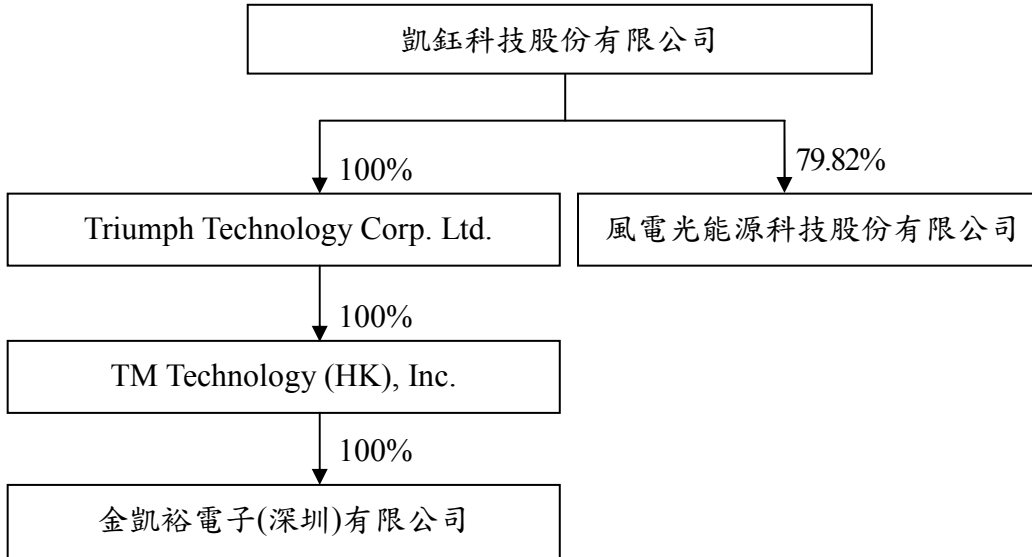 凱鈺科技股份有限公司
100%
79.82%
Triumph Technology Corp. Ltd.
風電光能源科技股份有限公司
100%
TM Technology (HK), Inc.
100%
金凱裕電子(深圳)有限公司